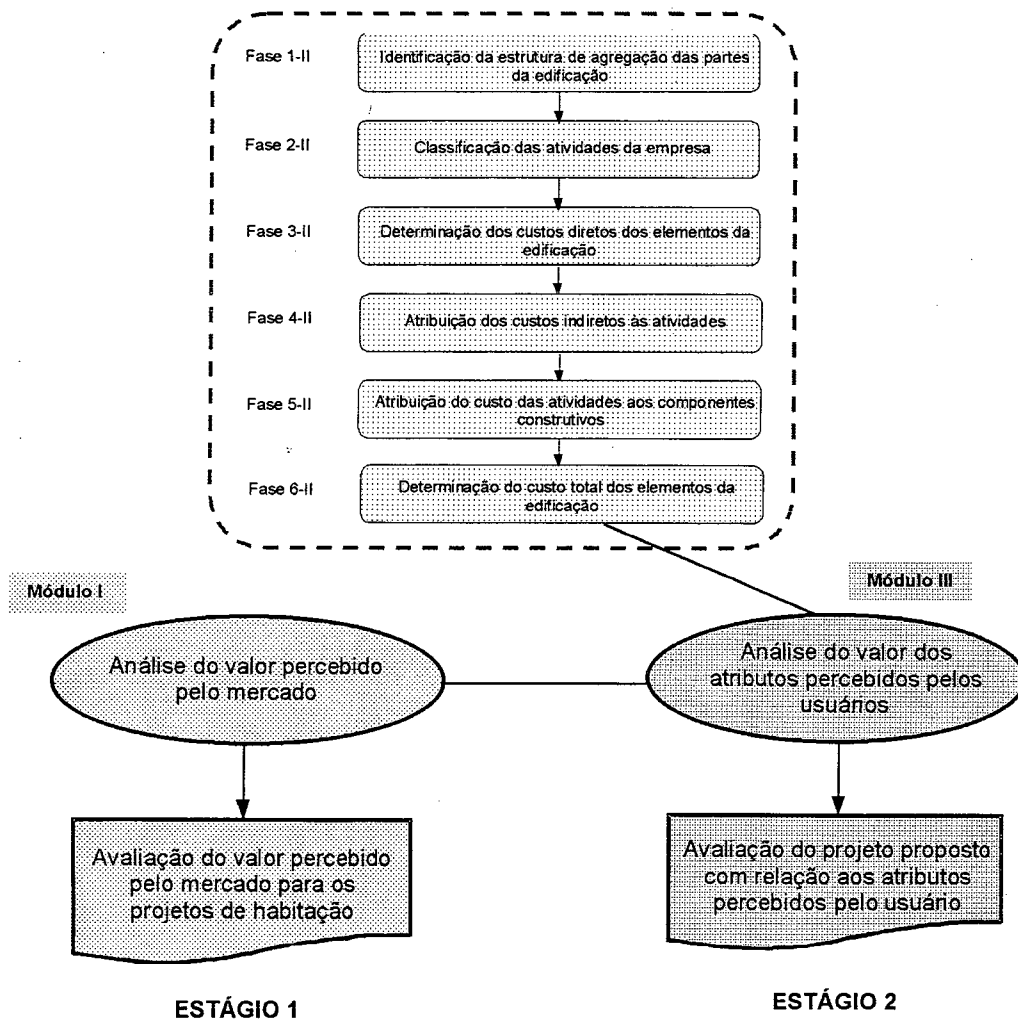 Fase 1-II
Identificação da estrutura de agregação das partes
da edificação
Fase 2-II
Classificação das atividades da empresa
Fase 3-II
Determinação dos custos diretos dos elementos da
edificação
Fase 4-II
Atribuição dos custos indiretos às atividades
Fase 5-II
Atribuição do custo das atividades aos componentes
construtivos
Fase 6-II
Determinação do custo total dos elementos da
edificação
Módulo I
Módulo III
Análise do valor percebido
pelo mercado
Análise do valor dos
atributos percebidos pelos
usuários
Avaliação do valor percebido
pelo mercado para os
projetos de habitação
Avaliação do projeto proposto
com relação aos atributos
percebidos pelo usuário
ESTÁGIO 1
ESTÁGIO 2